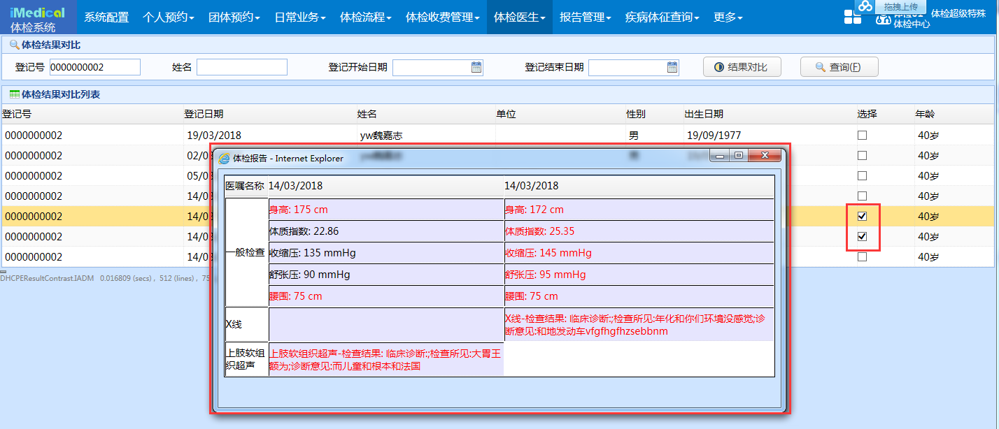 iMedical
体检系统
系统配置 个人预约 团体预约 日常业务 体检流程 体检收费管理 体检医生 报告管理 疾病体征查询 更多
拖拽上传
体检超级特殊
体检中心
体检结果对比
登记号 0000000002 姓名 登记开始日期 登记结束日期 结果对比 查询(F)
体检结果对比列表
登记号 登记日期 姓名 单位 性别 出生日期 选择 年龄
0000000002 19/03/2018 yw魏嘉志 男 19/09/1977 40岁
0000000002 02/0 40岁
0000000002 05/0 40岁
0000000002 14/0 40岁
0000000002 14/0 40岁
0000000002 14/0 40岁
0000000002 14/0 40岁
DHCPEResultContrast.IADM 0.016809 (secs) , 512 (lines) , 75
体检报告 - Internet Explorer
医嘱名称 14/03/2018 14/03/2018
身高: 175 cm 身高: 172 cm
体质指数: 22.86 体质指数: 25.35
一般检查 收缩压: 135 mmHg 收缩压: 145 mmHg
舒张压: 90 mmHg 舒张压: 95 mmHg
腰围: 75 cm 腰围: 75 cm
X线
X线-检查结果: 临床诊断:;检查所见:年化和你们环境没感觉;诊
断意见:和地发动车vfgfhgfhzsebbnm
上肢软组
织超声
上肢软组织超声-检查结果: 临床诊断:;检查所见:大胃王
额为;诊断意见:而儿童和根本和法国